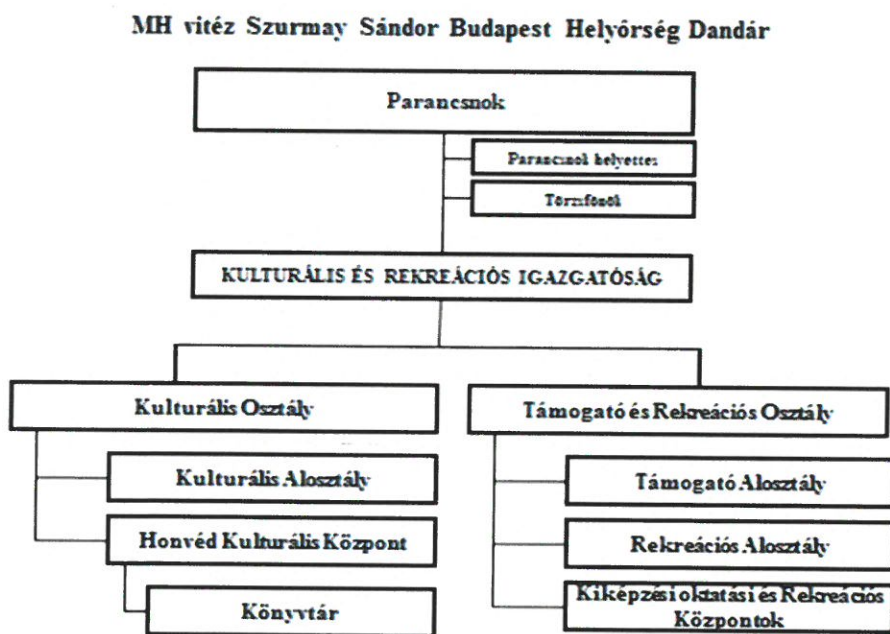 MH vitéz Szurmay Sándor Budapest Helyőrség Dandár
Parancsnok
Parancsnok helyettes
Törzsfőnök
KULTURÁLIS ÉS REKREÁCIÓS IGAZGATÓSÁG
Kulturális Osztály
Kulturális Alosztály
Honvéd Kulturális Központ
Könyvtár
Támogató és Rekreációs Osztály
Támogató Alosztály
Rekreációs Alosztály
Kiképzési oktatási és Rekreációs
Központok